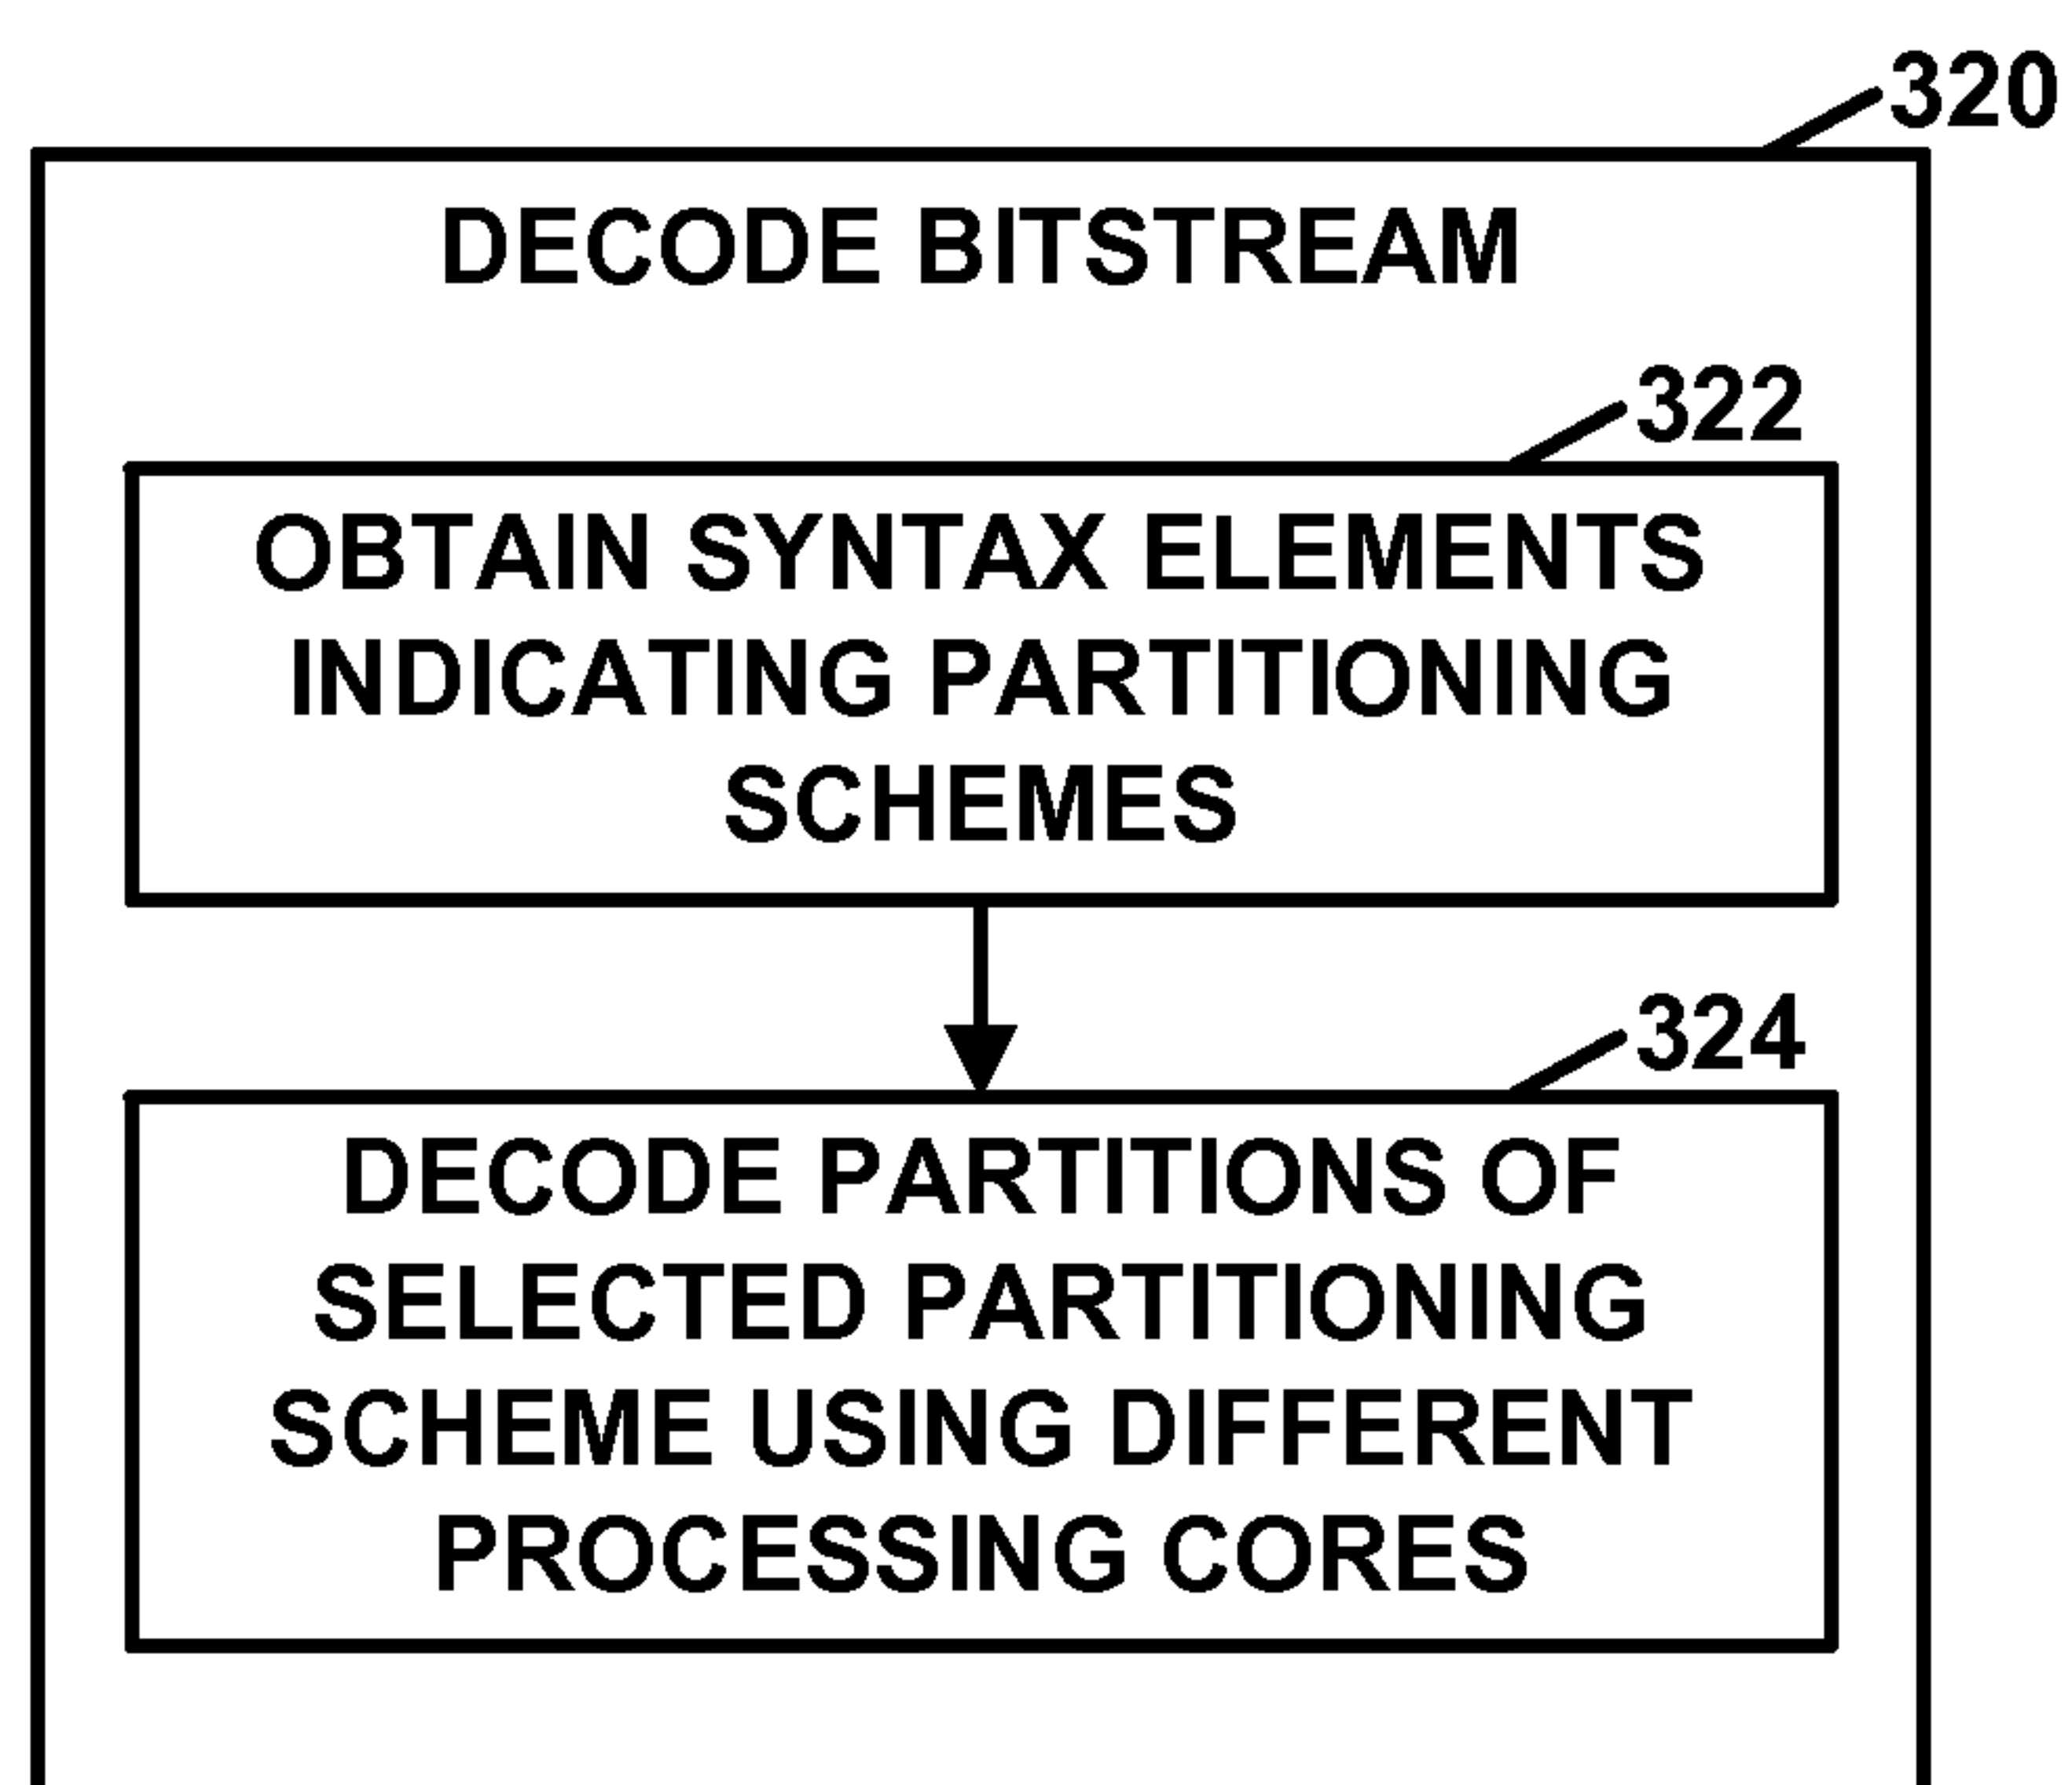 320
DECODE BITSTREAM
322
OBTAIN SYNTAX ELEMENTS
INDICATING PARTITIONING
SCHEMES
324
DECODE PARTITIONS OF
SELECTED PARTITIONING
SCHEME USING DIFFERENT
PROCESSING CORES